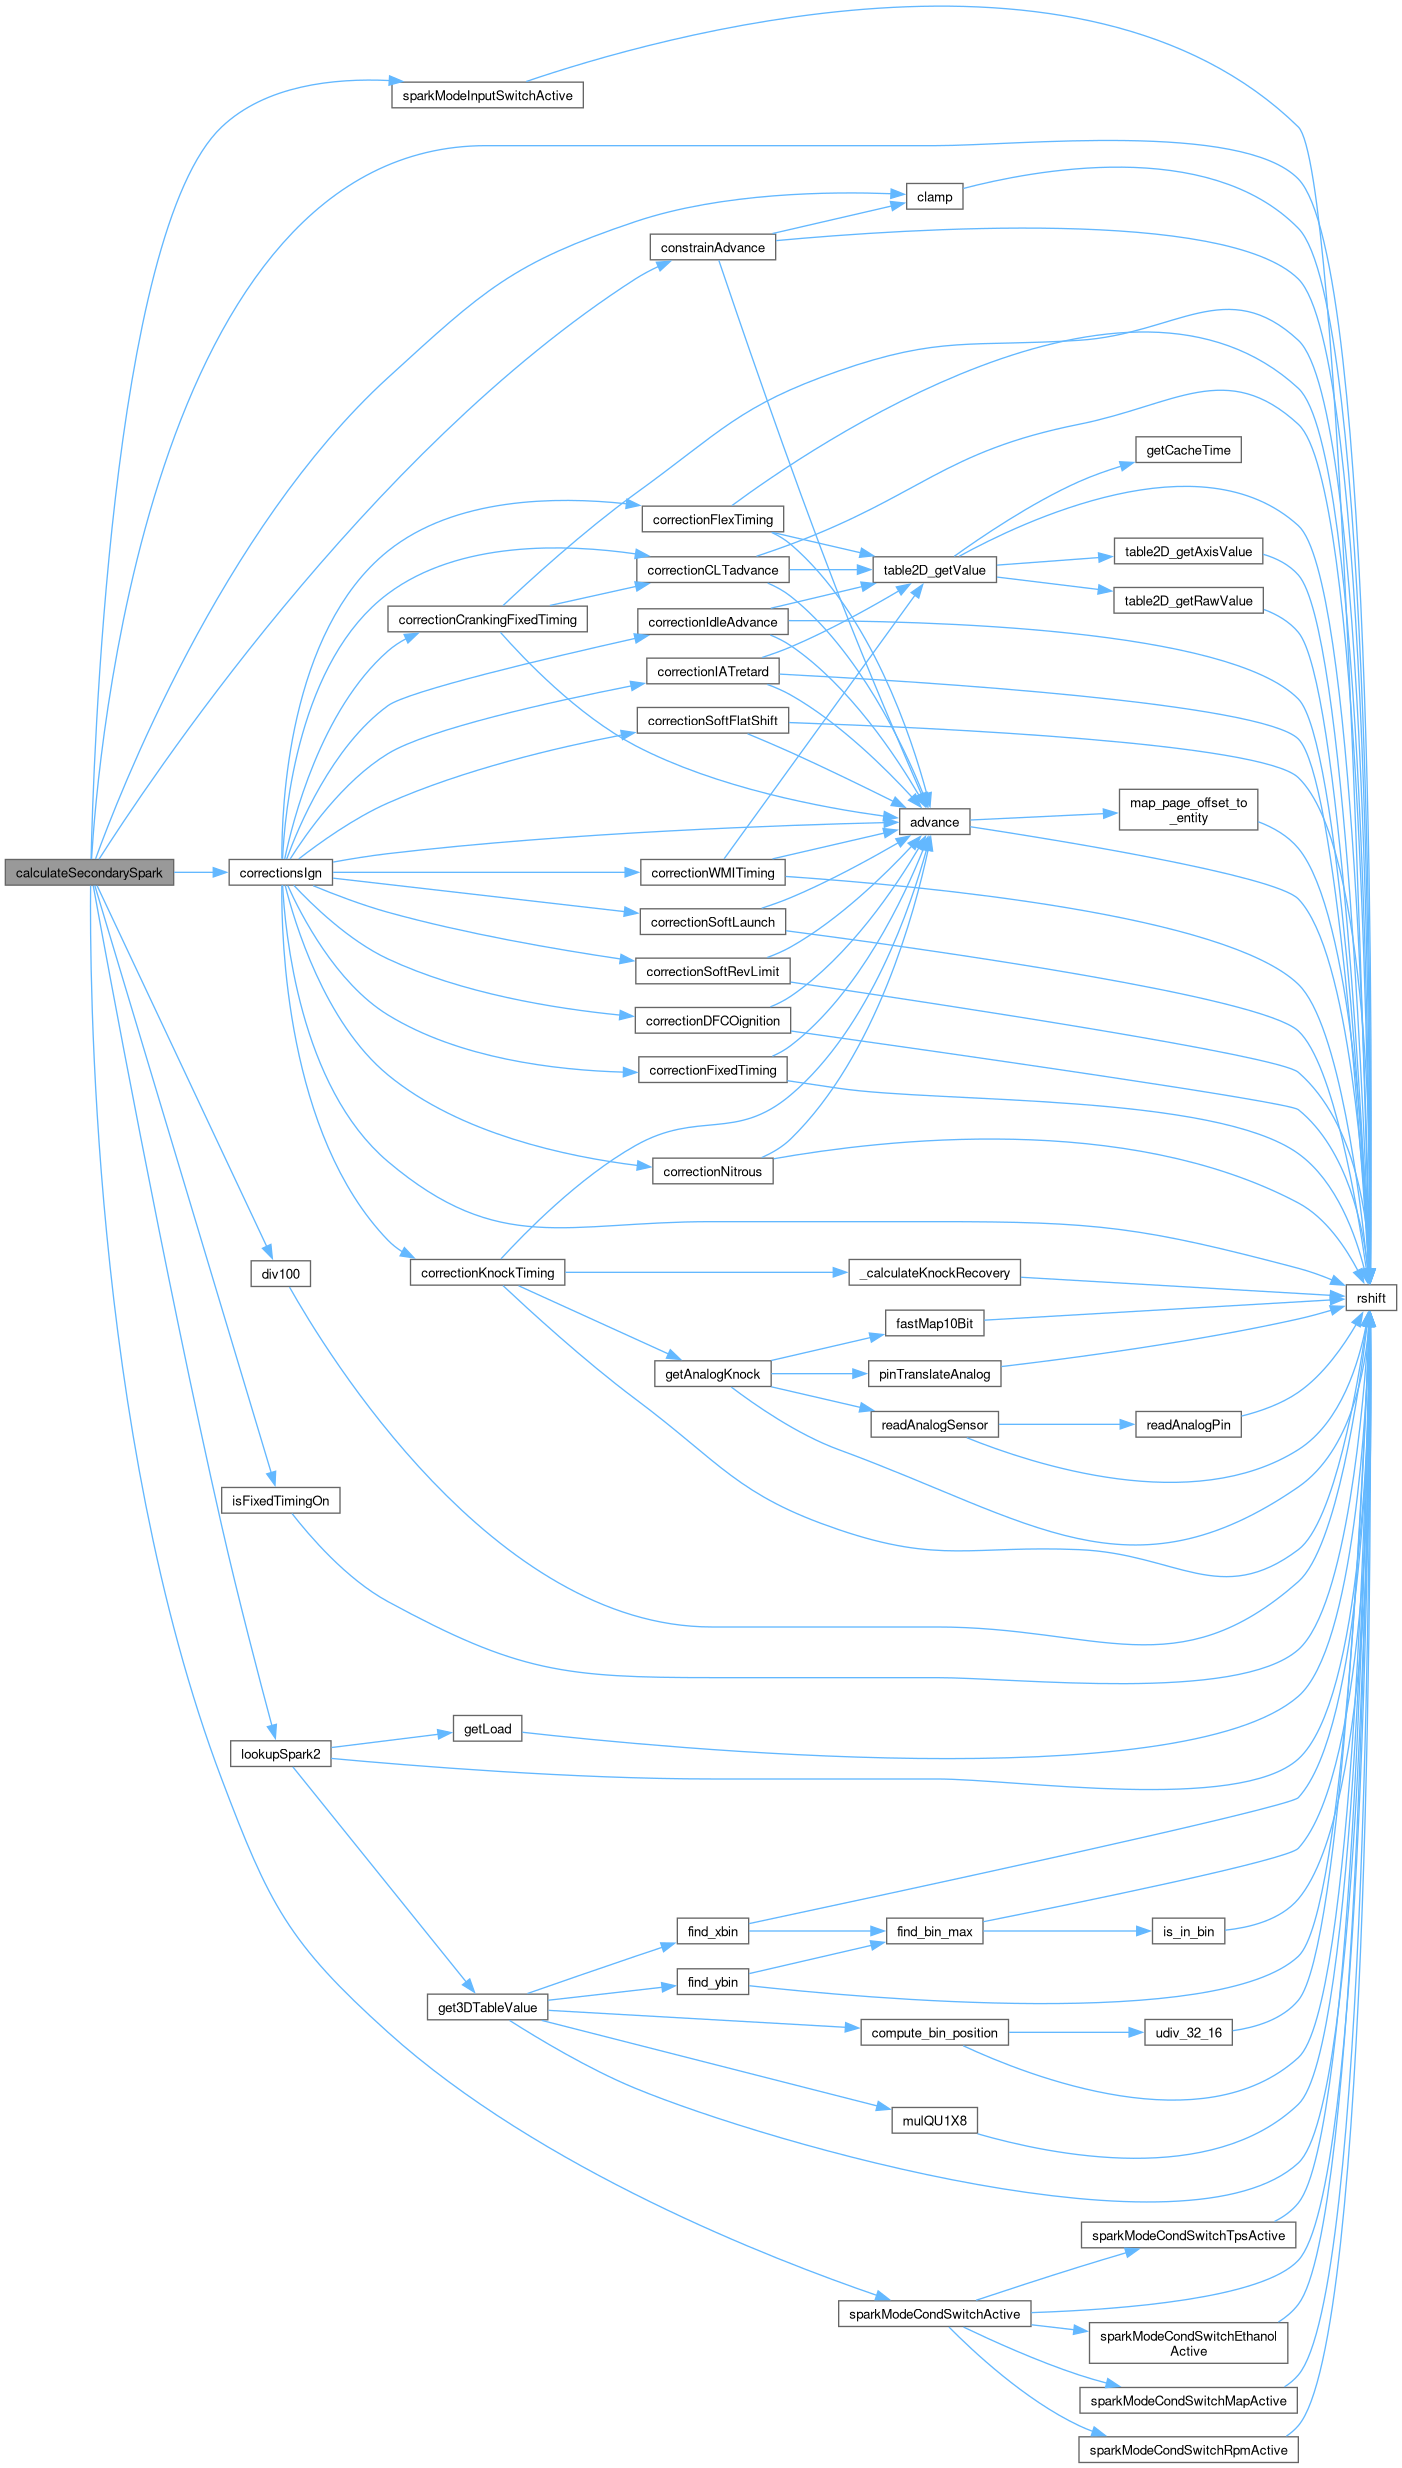 sparkModeInputSwitchActive
clamp
constrainAdvance
getCacheTime
correctionFlexTiming
table2D_getAxisValue
correctionCLTadvance
table2D_getValue
table2D_getRawValue
correctionCrankingFixedTiming
correctionIdleAdvance
correctionIATretard
correctionSoftFlatShift
map_page_offset_to
_entity
advance
calculateSecondarySpark
correctionsIgn
correctionWMITiming
correctionSoftLaunch
correctionSoftRevLimit
correctionDFCOignition
correctionFixedTiming
correctionNitrous
div100
correctionKnockTiming
_calculateKnockRecovery
rshift
fastMap10Bit
getAnalogKnock
pinTranslateAnalog
readAnalogSensor
readAnalogPin
isFixedTimingOn
getLoad
lookupSpark2
find_xbin
find_bin_max
is_in_bin
find_ybin
get3DTableValue
compute_bin_position
udiv_32_16
mulQU1X8
sparkModeCondSwitchTpsActive
sparkModeCondSwitchActive
sparkModeCondSwitchEthanol
Active
sparkModeCondSwitchMapActive
sparkModeCondSwitchRpmActive